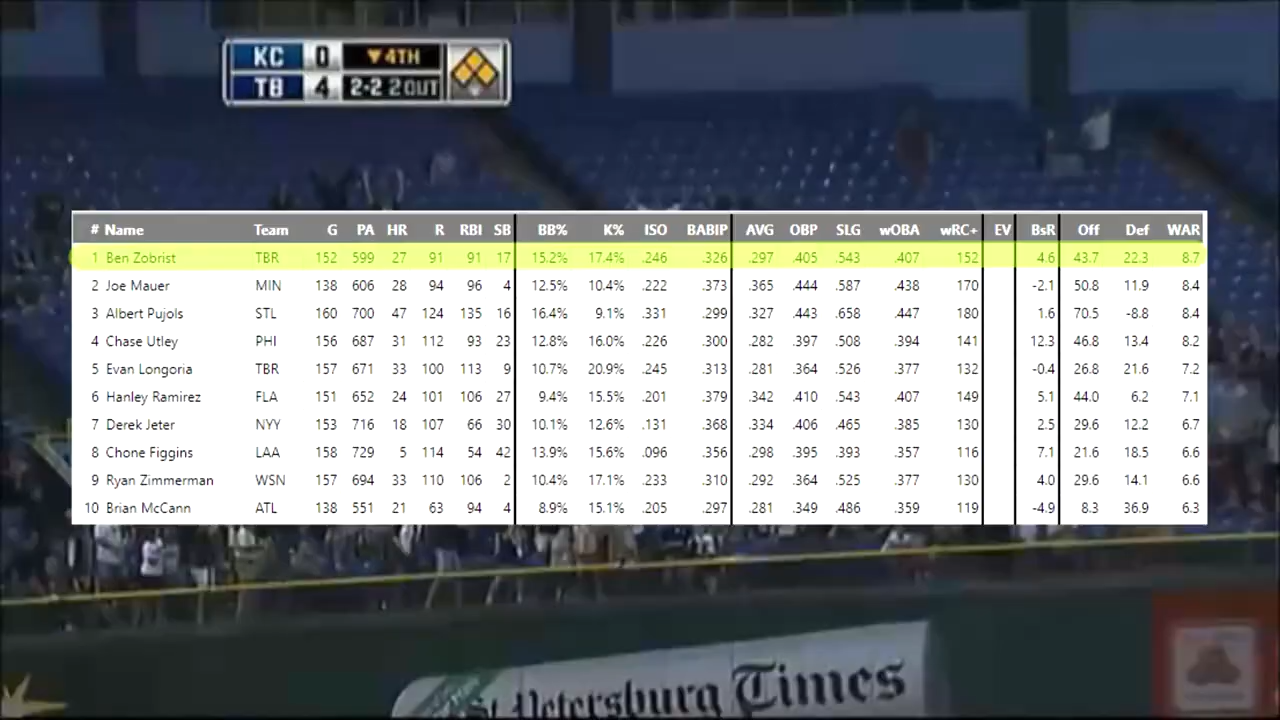 KC 0 ▼4TH
TB 4 2-2 2 OUT
# Name Team G PA HR R RBI SB BB% K% ISO BABIP AVG OBP SLG wOBA wRC+ EV BsR Off Def WAR
1 Ben Zobrist TBR 152 599 27 91 91 17 15.2% 17.4% .246 .326 .297 .405 .543 .407 152 4.6 43.7 22.3 8.7
2 Joe Mauer MIN 138 606 28 94 96 4 12.5% 10.4% .222 .373 .365 .444 .587 .438 170 -2.1 50.8 11.9 8.4
3 Albert Pujols STL 160 700 47 124 135 16 16.4% 9.1% .331 .299 .327 .443 .658 .447 180 1.6 70.5 -8.8 8.4
4 Chase Utley PHI 156 687 31 112 93 23 12.8% 16.0% .226 .300 .282 .397 .508 .394 141 12.3 46.8 13.4 8.2
5 Evan Longoria TBR 157 671 33 100 113 9 10.7% 20.9% .245 .313 .281 .364 .526 .377 132 -0.4 26.8 21.6 7.2
6 Hanley Ramirez FLA 151 652 24 101 106 27 9.4% 15.5% .201 .379 .342 .410 .543 .407 149 5.1 44.0 6.2 7.1
7 Derek Jeter NYY 153 716 18 107 66 30 10.1% 12.6% .131 .368 .334 .406 .465 .385 130 2.5 29.6 12.2 6.7
8 Chone Figgins LAA 158 729 5 114 54 42 13.9% 15.6% .096 .356 .298 .395 .393 .357 116 7.1 21.6 18.5 6.6
9 Ryan Zimmerman WSN 157 694 33 110 106 2 10.4% 17.1% .233 .310 .292 .364 .525 .377 130 4.0 29.6 14.1 6.6
10 Brian McCann ATL 138 551 21 63 94 4 8.9% 15.1% .205 .297 .281 .349 .486 .359 119 -4.9 8.3 36.9 6.3
St. Petersburg Times